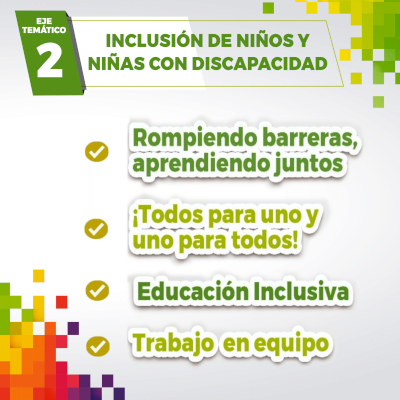 EJE
TEMÁTICO
2
INCLUSIÓN DE NIÑOS Y
NIÑAS CON DISCAPACIDAD
Rompiendo barreras,
aprendiendo juntos
¡Todos para uno y
uno para todos!
Educación Inclusiva
Trabajo en equipo